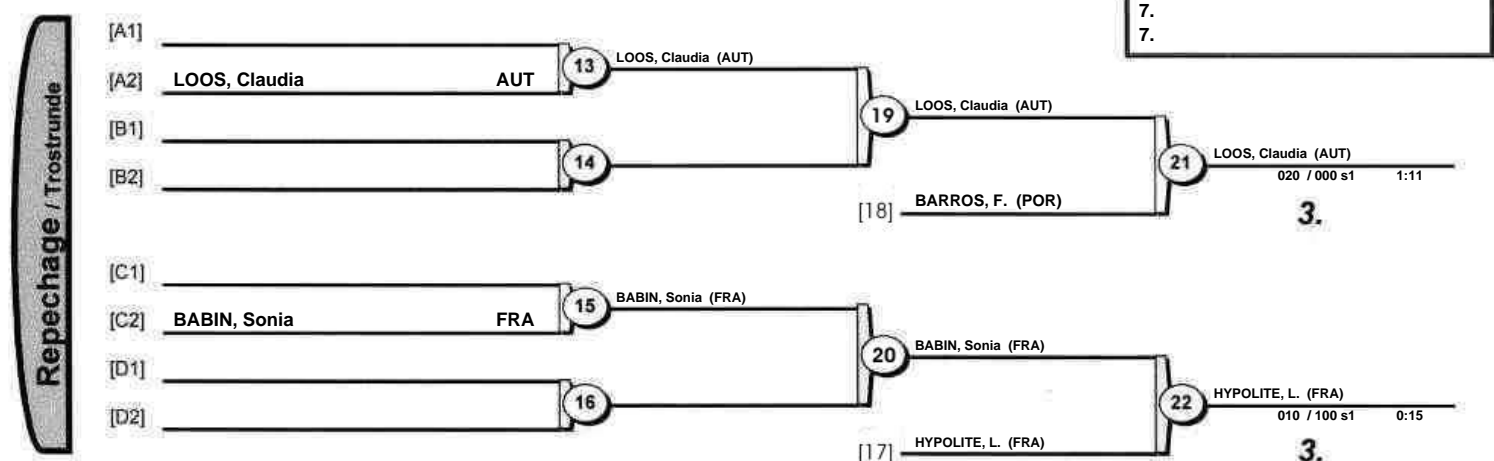 7.
7.
Repechage / Trostrunde
[A1]
13
LOOS, Claudia (AUT)
[A2] LOOS, Claudia AUT
19
LOOS, Claudia (AUT)
[B1]
14
[B2]
21
LOOS, Claudia (AUT)
020 / 000 s1 1:11
[18] BARROS, F. (POR)
3.
[C1]
15
BABIN, Sonia (FRA)
[C2] BABIN, Sonia FRA
20
BABIN, Sonia (FRA)
[D1]
16
[D2]
22
HYPOLITE, L. (FRA)
010 / 100 s1 0:15
[17] HYPOLITE, L. (FRA)
3.